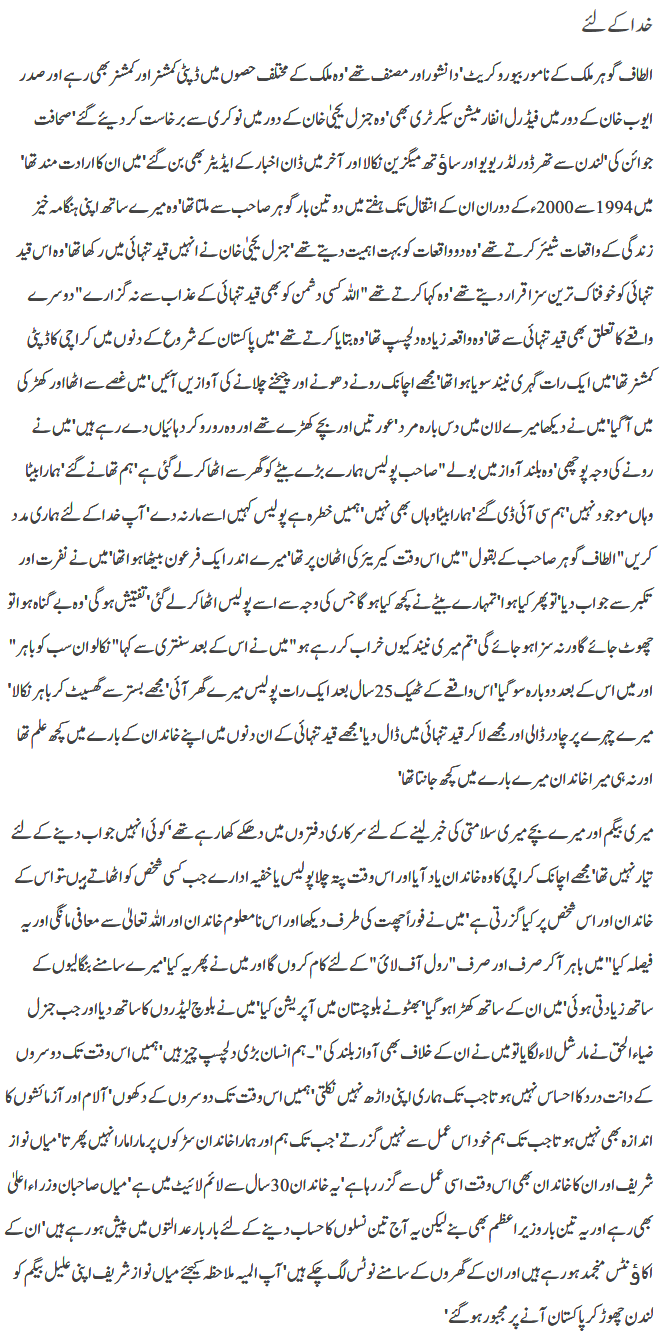 خدا کے لئے
الطاف گوہر ملک کے نامور بیوروکریٹ' دانشور اور مصنف تھے' وہ ملک کے مختلف حصوں میں ڈپٹی کمشنر اور کمشنر بھی رہے اور صدر
ایوب خان کے دور میں فیڈرل انفارمیشن سیکرٹری بھی' وہ جنرل یحییٰ خان کے دور میں نوکری سے برخاست کر دیئے گئے' صحافت
جوائن کی' لندن سے تھرڈ ورلڈ ریویو اور ساؤتھ میگزین نکالا اور آخر میں ڈان اخبار کے ایڈیٹر بھی بن گئے' میں ان کا ارادت مند تھا'
میں 1994 سے 2000ء کے دوران ان کے انتقال تک ہفتے میں دو تین بار گوہر صاحب سے ملتا تھا' وہ میرے ساتھ اپنی ہنگامہ خیز
زندگی کے واقعات شیئر کرتے تھے' وہ دو واقعات کو بہت اہمیت دیتے تھے' جنرل یحییٰ خان نے انہیں قید تنہائی میں رکھا تھا' وہ اس قید
تنہائی کو خوفناک ترین سزا قرار دیتے تھے' وہ کہا کرتے تھے "اللہ کسی دشمن کو بھی قید تنہائی کے عذاب سے نہ گزارے" دوسرے
واقعے کا تعلق بھی قید تنہائی سے تھا' وہ واقعہ زیادہ دلچسپ تھا' وہ بتایا کرتے تھے' میں پاکستان کے شروع کے دنوں میں کراچی کا ڈپٹی
کمشنر تھا' میں ایک رات گہری نیند سویا ہوا تھا' مجھے اچانک رونے دھونے اور چیخنے چلانے کی آوازیں آئیں' میں غصے سے اٹھا اور کھڑکی
میں آ گیا' میں نے دیکھا میرے لان میں دس بارہ مرد' عورتیں اور بچے کھڑے تھے اور وہ رو رو کر دہائیاں دے رہے ہیں' میں نے
رونے کی وجہ پوچھی' وہ بلند آواز میں بولے "صاحب پولیس ہمارے بڑے بیٹے کو گھر سے اٹھا کر لے گئی ہے' ہم تھانے گئے' ہمارا بیٹا
وہاں موجود نہیں' ہم سی آئی ڈی گئے' ہمارا بیٹا وہاں بھی نہیں' ہمیں خطرہ ہے پولیس کہیں اسے مار نہ دے' آپ خدا کے لئے ہماری مدد
کریں" الطاف گوہر صاحب کے بقول" میں اس وقت کیریئر کی اٹھان پر تھا' میرے اندر ایک فرعون بیٹھا ہوا تھا' میں نے نفرت اور
تکبر سے جواب دیا' تو پھر کیا ہوا' تمہارے بیٹے نے کچھ کیا ہو گا جس کی وجہ سے اسے پولیس اٹھا کر لے گئی' تفتیش ہو گی' وہ بے گناہ ہوا تو
چھوٹ جائے گا ورنہ سزا ہو جائے گی' تم میری نیند کیوں خراب کر رہے ہو" میں نے اس کے بعد سنتری سے کہا" نکالو ان سب کو باہر"
اور میں اس کے بعد دوبارہ سو گیا' اس واقعے کے ٹھیک 25 سال بعد ایک رات پولیس میرے گھر آئی' مجھے بستر سے گھسیٹ کر باہر نکالا'
میرے چہرے پر چادر ڈالی اور مجھے لا کر قید تنہائی میں ڈال دیا' مجھے قید تنہائی کے ان دنوں میں اپنے خاندان کے بارے میں کچھ علم تھا
اور نہ ہی میرا خاندان میرے بارے میں کچھ جانتا تھا'
میری بیگم اور میرے بچے میری سلامتی کی خبر لینے کے لئے سرکاری دفتروں میں دھکے کھا رہے تھے' کوئی انہیں جواب دینے کے لئے
تیار نہیں تھا' مجھے اچانک کراچی کا وہ خاندان یاد آیا اور اس وقت پتہ چلا پولیس یا خفیہ ادارے جب کسی شخص کو اٹھاتے ہیں تو اس کے
خاندان اور اس شخص پر کیا گزرتی ہے' میں نے فوراً چھت کی طرف دیکھا اور اس نامعلوم خاندان اور اللہ تعالیٰ سے معافی مانگی اور یہ
فیصلہ کیا" میں باہر آ کر صرف اور صرف "رول آف لائ" کے لئے کام کروں گا اور میں نے پھر یہ کیا' میرے سامنے بنگالیوں کے
ساتھ زیادتی ہوئی' میں ان کے ساتھ کھڑا ہو گیا' بھٹو نے بلوچستان میں آپریشن کیا' میں نے بلوچ لیڈروں کا ساتھ دیا اور جب جنرل
ضیاء الحق نے مارشل لاء لگایا تو میں نے ان کے خلاف بھی آواز بلند کی"۔ ہم انسان بڑی دلچسپ چیز ہیں' ہمیں اس وقت تک دوسروں
کے دانت درد کا احساس نہیں ہوتا جب تک ہماری اپنی داڑھ نہیں نکلتی' ہمیں اس وقت تک دوسروں کے دکھوں' آلام اور آزمائشوں کا
اندازہ بھی نہیں ہوتا جب تک ہم خود اس عمل سے نہیں گزرتے' جب تک ہم اور ہمارا خاندان سڑکوں پر مارا مارا نہیں پھرتا' میاں نواز
شریف اور ان کا خاندان بھی اس وقت اسی عمل سے گزر رہا ہے' یہ خاندان 30 سال سے لائم لائیٹ میں ہے' میاں صاحبان وزراء اعلیٰ
بھی رہے اور یہ تین بار وزیراعظم بھی بنے لیکن یہ آج تین نسلوں کا حساب دینے کے لئے بار بار عدالتوں میں پیش ہو رہے ہیں' ان کے
اکاؤنٹس منجمد ہو رہے ہیں اور ان کے گھروں کے سامنے نوٹس لگ چکے ہیں' آپ المیہ ملاحظہ کیجئے میاں نواز شریف اپنی علیل بیگم کو
لندن چھوڑ کر پاکستان آنے پر مجبور ہو گئے'